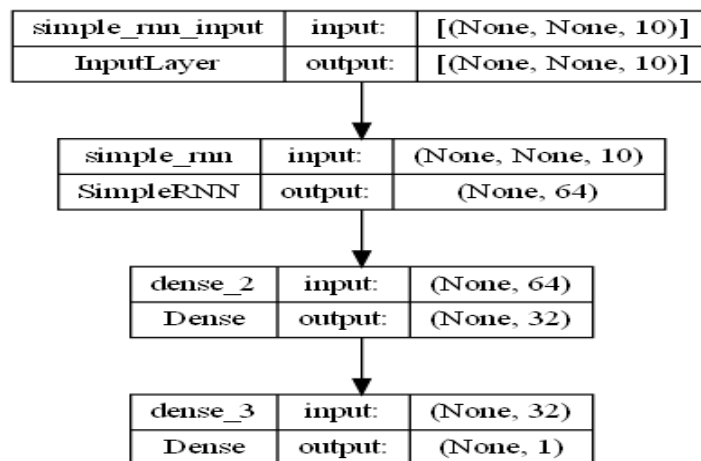 simple_rnn_input input: [(None, None, 10)]
InputLayer output: [(None, None, 10)]
simple_rnn input: (None, None, 10)
SimpleRNN output: (None, 64)
dense_2 input: (None, 64)
Dense output: (None, 32)
dense_3 input: (None, 32)
Dense output: (None, 1)